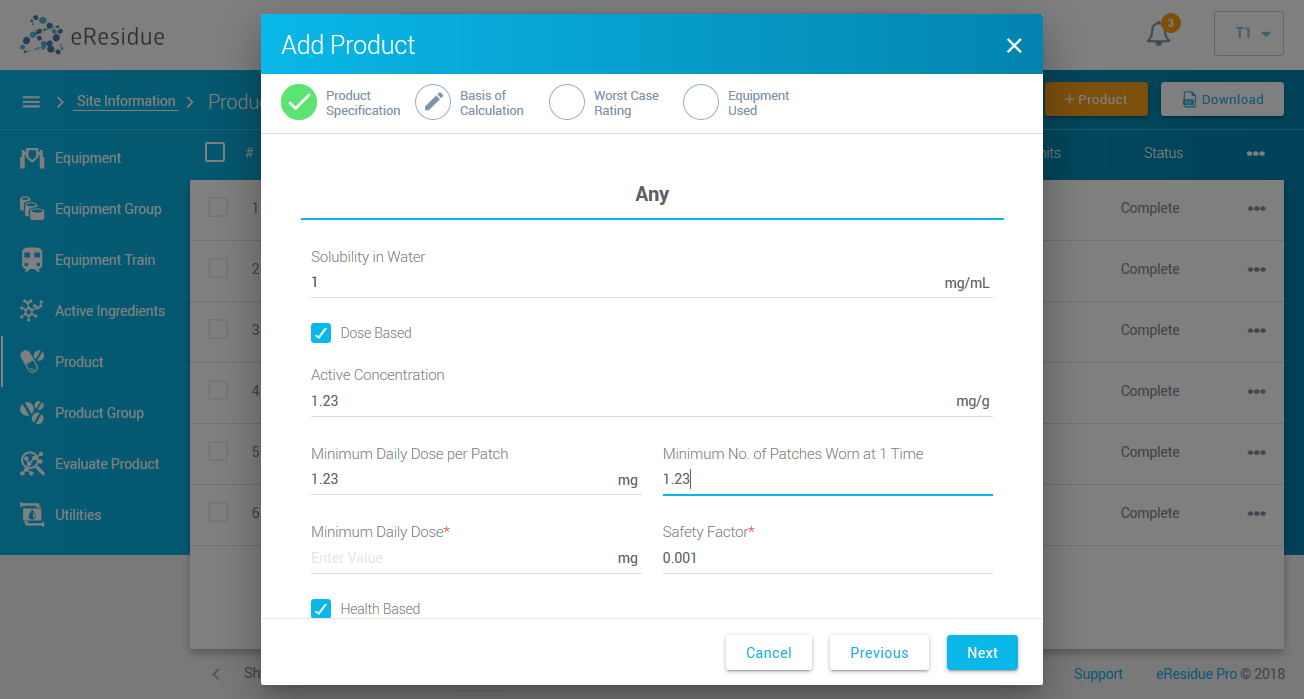 eResidue
3
T1
Add Product
Site Information
+ Product
Download
Product
Specification
Basis of
Calculation
Worst Case
Rating
Equipment
Used
Equipment
Equipment Group
Equipment Train
Active Ingredients
Product
Product Group
Evaluate Product
Utilities
#
Status
1
Complete
2
Complete
3
Complete
4
Complete
5
Complete
6
Complete
Any
Solubility in Water
1 mg/mL
Dose Based
Active Concentration
1.23 mg/g
Minimum Daily Dose per Patch
1.23 mg
Minimum No. of Patches Worn at 1 Time
1.23
Minimum Daily Dose*
Enter Value mg
Safety Factor*
0.001
Health Based
Cancel
Previous
Next
Support
eResidue Pro © 2018